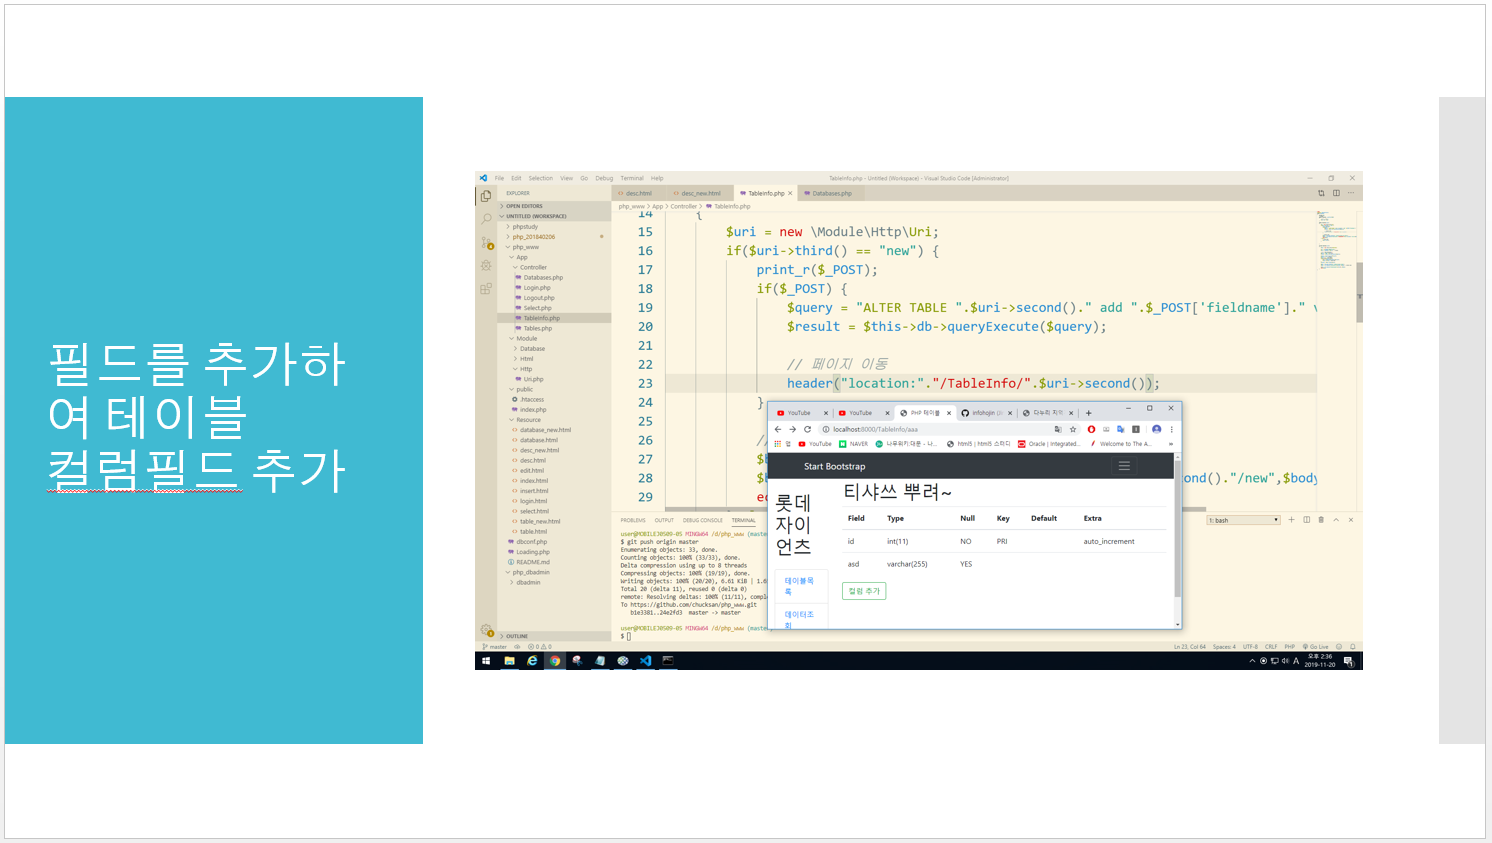 필드를 추가하
여 테이블
컬럼필드 추가
File Edit Selection View Go Debug Terminal Help
TableInfo.php - Untitled (Workspace) - Visual Studio Code [Administrator]
EXPLORER
OPEN EDITORS
UNTITLED (WORKSPACE)
phpstudy
php_201840206
php_www
App
Controller
Databases.php
Login.php
Logout.php
Select.php
TableInfo.php
Tables.php
Module
Database
Html
Http
Uri.php
public
.htaccess
index.php
Resource
database_new.html
database.html
desc_new.html
desc.html
edit.html
index.html
insert.html
login.html
select.html
table_new.html
table.html
dbconf.php
Loading.php
README.md
php_dbadmin
dbadmin
OUTLINE
desc.html desc_new.html TableInfo.php Databases.php
php_www > App > Controller > TableInfo.php
14 {
15 $uri = new \Module\Http\Uri;
16 if($uri->third() == "new") {
17 print_r($_POST);
18 if($_POST) {
19 $query = "ALTER TABLE ".$uri->second()." add ".$_POST['fieldname']." v
20 $result = $this->db->queryExecute($query);
21
22 // 페이지 이동
23 header("location:"."/TableInfo/".$uri->second());
24 }
25
26 //
27 $b
28 $b ond()."/new",$body
29 ec
PROBLEMS OUTPUT DEBUG CONSOLE TERMINAL
1: bash
user@MOBILEJ0S09-05 MINGW64 /d/php_www (master
$ git push origin master
Enumerating objects: 33, done.
Counting objects: 100% (33/33), done.
Delta compression using up to 8 threads
Compressing objects: 100% (19/19), done.
Writing objects: 100% (20/20), 6.61 KiB | 1.6
Total 20 (delta 11), reused 0 (delta 0)
remote: Resolving deltas: 100% (11/11), compl
To https://github.com/chucksan/php_www.git
b1e3381..24e2fd3 master -> master
user@MOBILEJ0S09-05 MINGW64 /d/php_www (master
$
YouTube YouTube PHP 테이블 infohojin 다누리 지역
localhost:8000/TableInfo/aaa
앱 YouTube NAVER 나무위키:대문 - 나... html5 | html5 스터디 Oracle | Integrated... Welcome to The A... »
Start Bootstrap
롯데
자이
언츠
테이블목
록
데이터조
회
티샤쓰 뿌려~
Field Type Null Key Default Extra
id int(11) NO PRI auto_increment
asd varchar(255) YES
컬럼 추가
master 0 0
Ln 23, Col 64 Spaces: 4 UTF-8 CRLF PHP Go Live
A 오후 2:36
2019-11-20